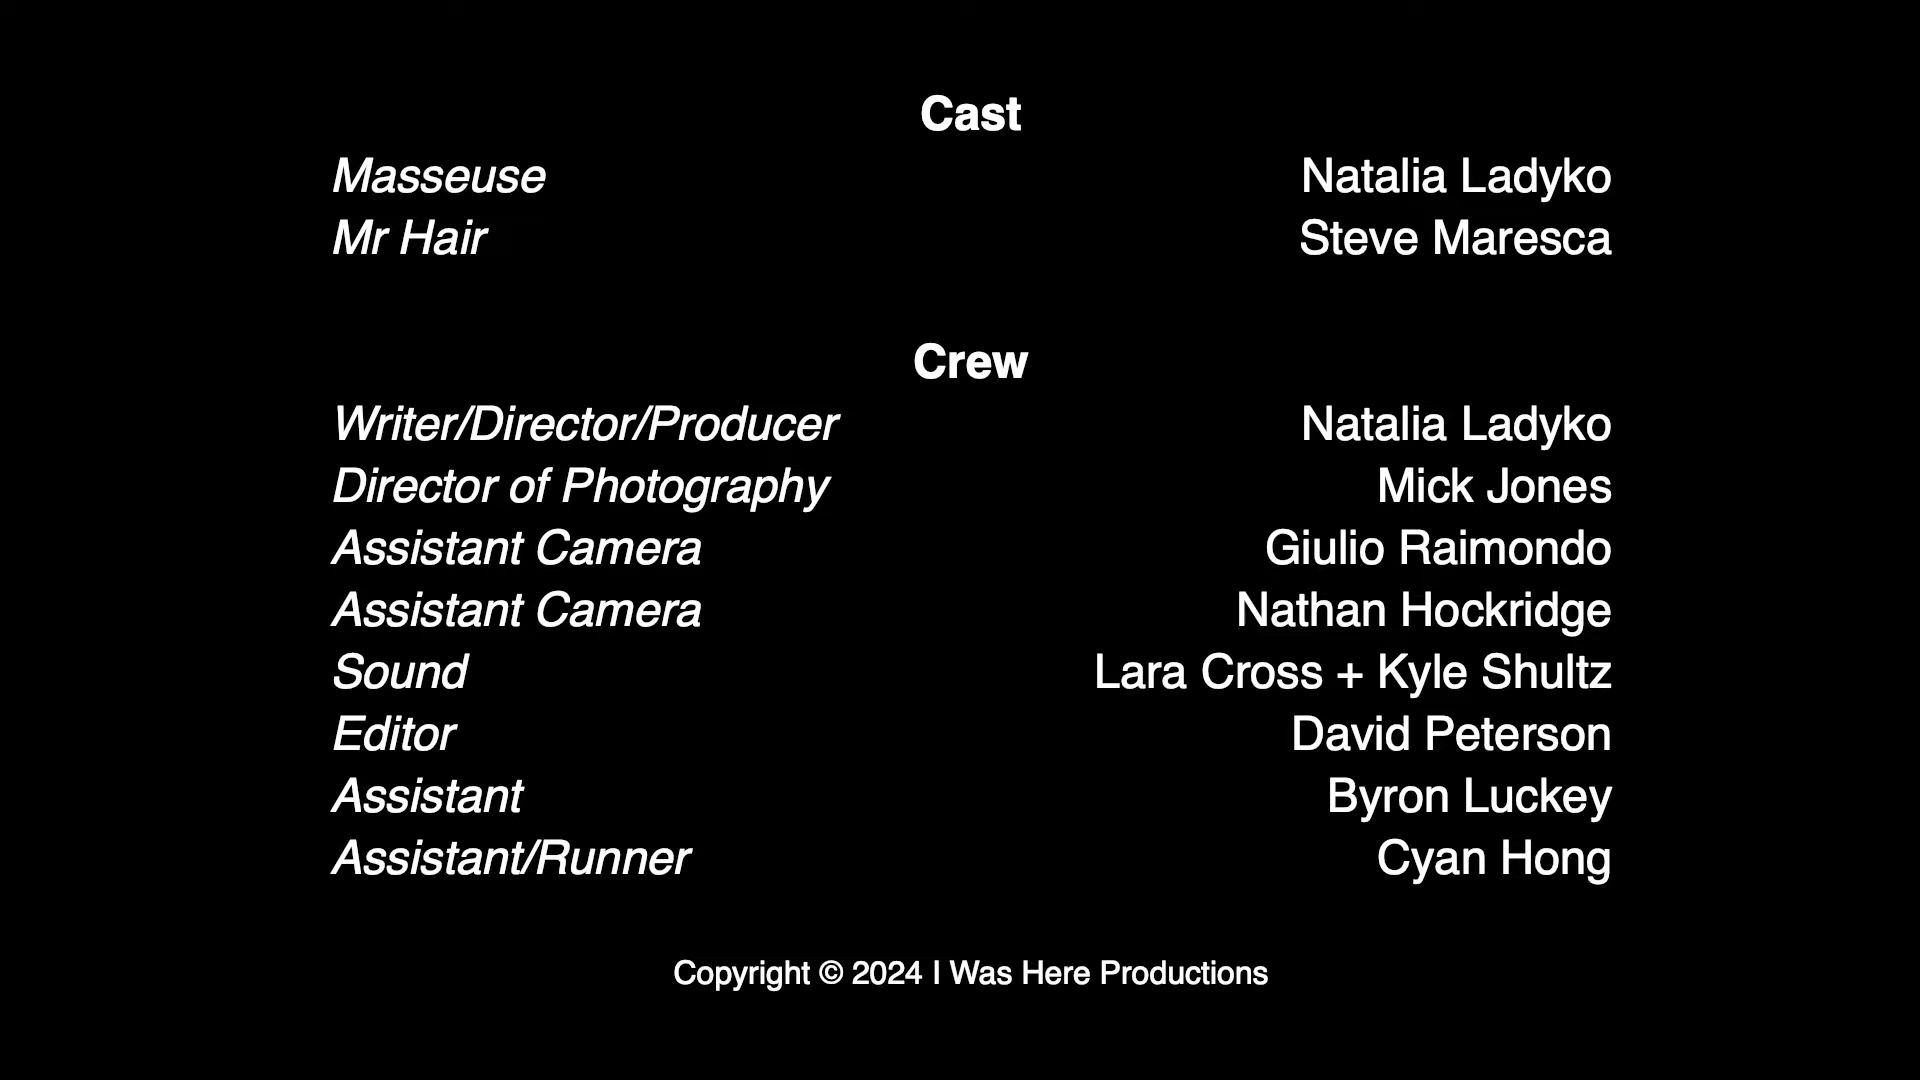 Cast
Masseuse Natalia Ladyko
Mr Hair Steve Maresca
Crew
Writer/Director/Producer Natalia Ladyko
Director of Photography Mick Jones
Assistant Camera Giulio Raimondo
Assistant Camera Nathan Hockridge
Sound Lara Cross + Kyle Shultz
Editor David Peterson
Assistant Byron Luckey
Assistant/Runner Cyan Hong
Copyright © 2024 I Was Here Productions